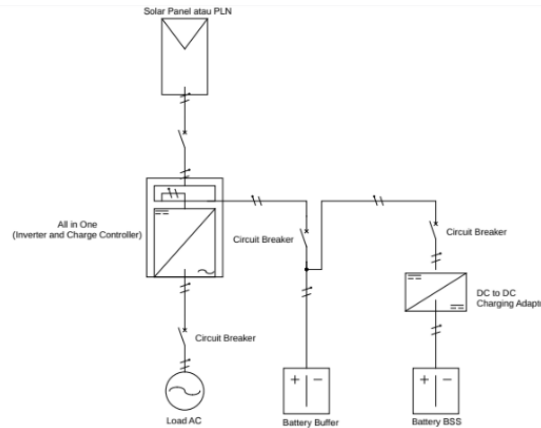 Solar Panel atau PLN
All in One
(Inverter and Charge Controller)
Circuit Breaker
Circuit Breaker
DC to DC
Charging Adapt
Circuit Breaker
Load AC
Battery Buffer
Battery BSS